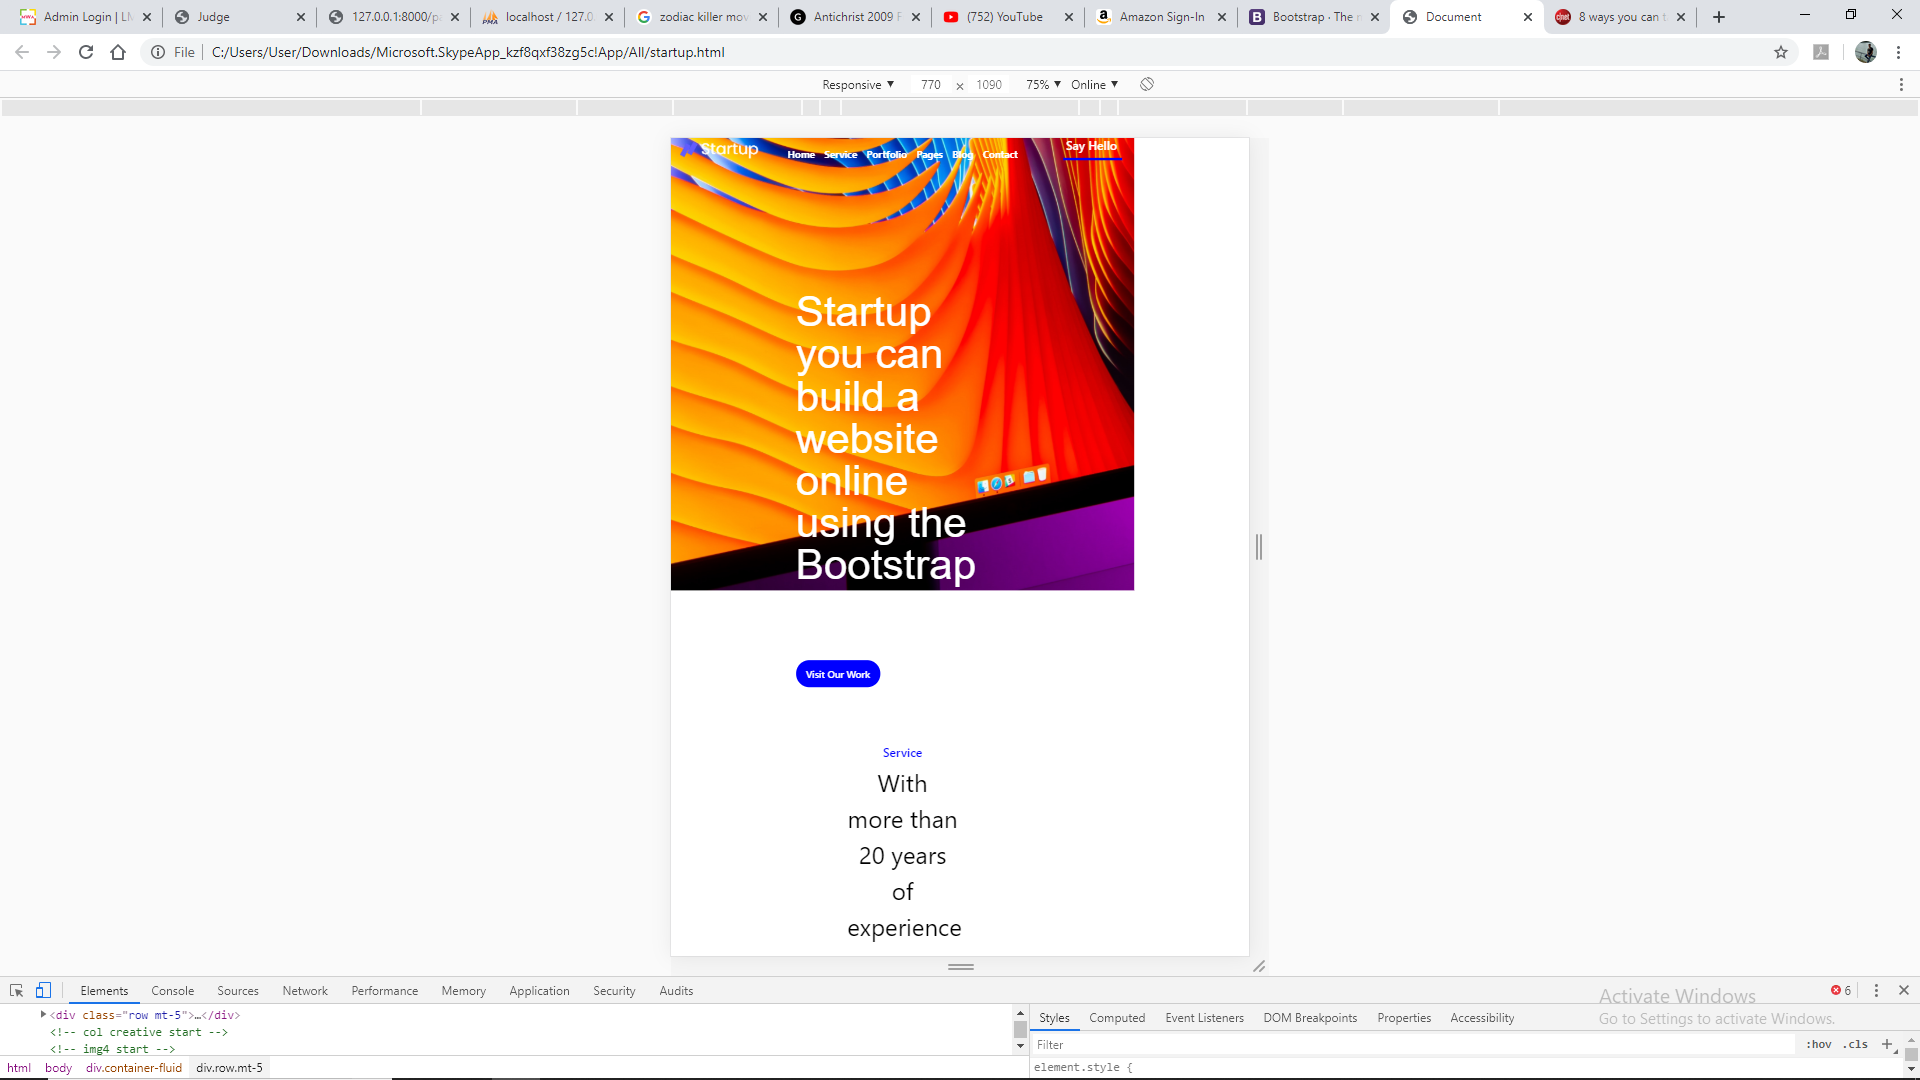 Admin Login | LM
Judge
127.0.0.1:8000/pa
localhost / 127.0.
zodiac killer mov
Antichrist 2009 F
(752) YouTube
Amazon Sign-In
Bootstrap · The m
Document
8 ways you can t
File
C:/Users/User/Downloads/Microsoft.SkypeApp_kzf8qxf38zg5c!App/All/startup.html
Responsive ▼
770 × 1090
75% ▼
Online ▼
Startup
Home Service Portfolio Pages Blog Contact
Say Hello
Startup
you can
build a
website
online
using the
Bootstrap
Visit Our Work
Service
With
more than
20 years
of
experience
Elements Console Sources Network Performance Memory Application Security Audits
6
<div class="row mt-5">…</div>
<!-- col creative start -->
<!-- img4 start -->
html body div.container-fluid div.row.mt-5
Styles Computed Event Listeners DOM Breakpoints Properties Accessibility
Filter
:hov .cls +
element.style {
Activate Windows
Go to Settings to activate Windows.